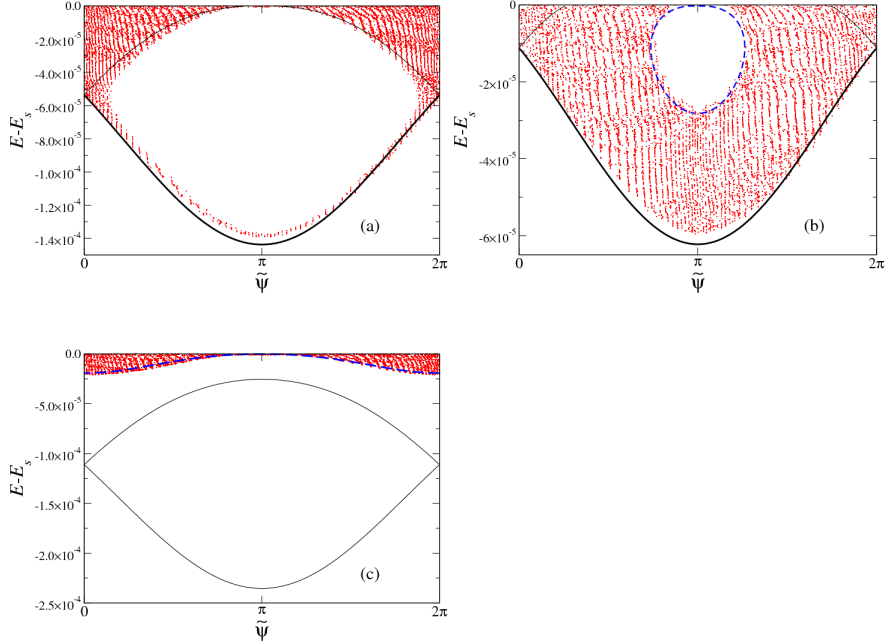 0.0
-2.0×10⁻⁵
-4.0×10⁻⁵
-6.0×10⁻⁵
-8.0×10⁻⁵
-1.0×10⁻⁴
-1.2×10⁻⁴
-1.4×10⁻⁴
E-Eₛ
(a)
0 π 2π
ψ̃
0
-2×10⁻⁵
-4×10⁻⁵
-6×10⁻⁵
E-Eₛ
(b)
0 π 2π
ψ̃
0.0
-5.0×10⁻⁵
-1.0×10⁻⁴
-1.5×10⁻⁴
-2.0×10⁻⁴
-2.5×10⁻⁴
E-Eₛ
(c)
0 π 2π
ψ̃